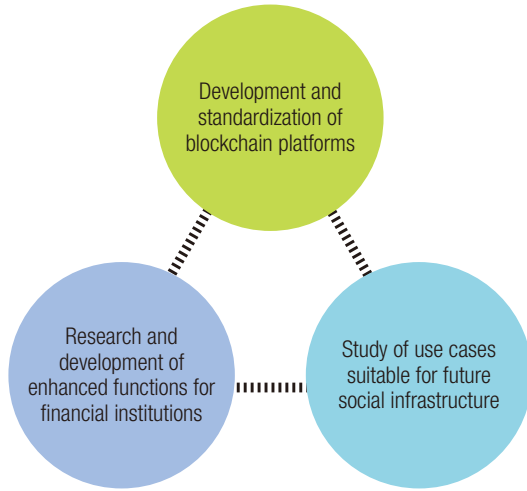 Development and
standardization of
blockchain platforms
Research and
development of
enhanced functions for
financial institutions
Study of use cases
suitable for future
social infrastructure